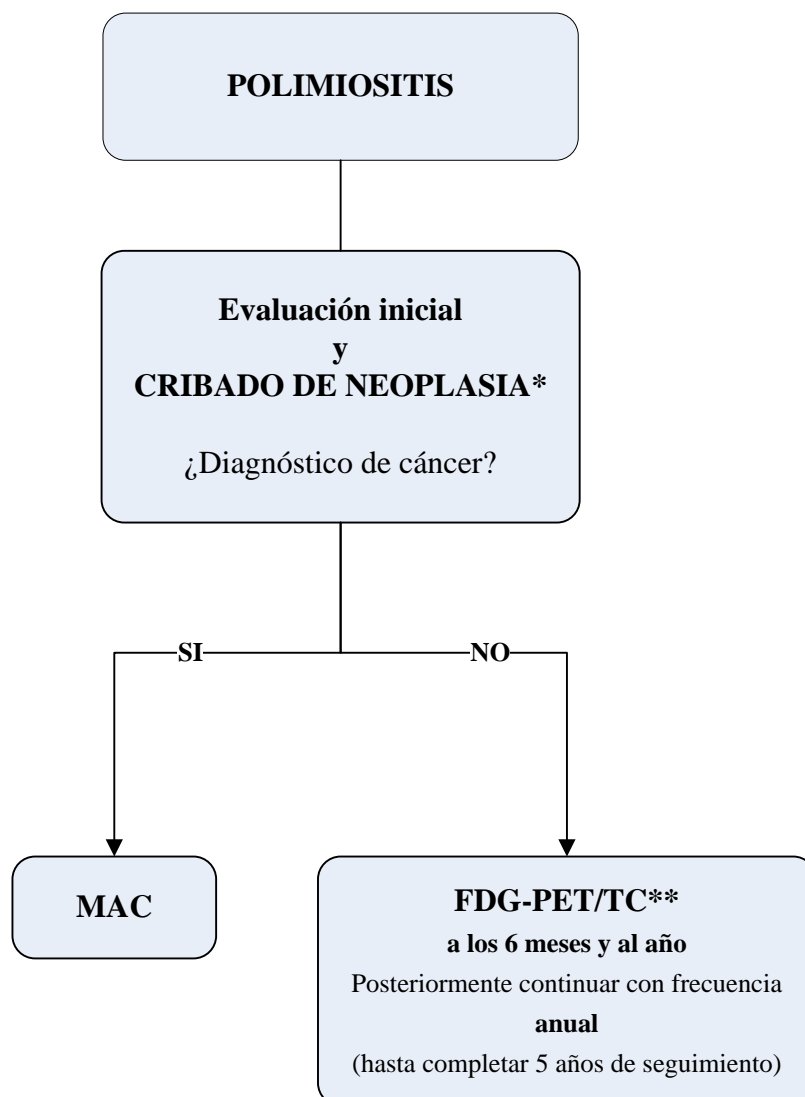 POLIMIOSITIS
Evaluación inicial
y
CRIBADO DE NEOPLASIA*
¿Diagnóstico de cáncer?
SI
NO
MAC
FDG-PET/TC**
a los 6 meses y al año
Posteriormente continuar con frecuencia
anual
(hasta completar 5 años de seguimiento)